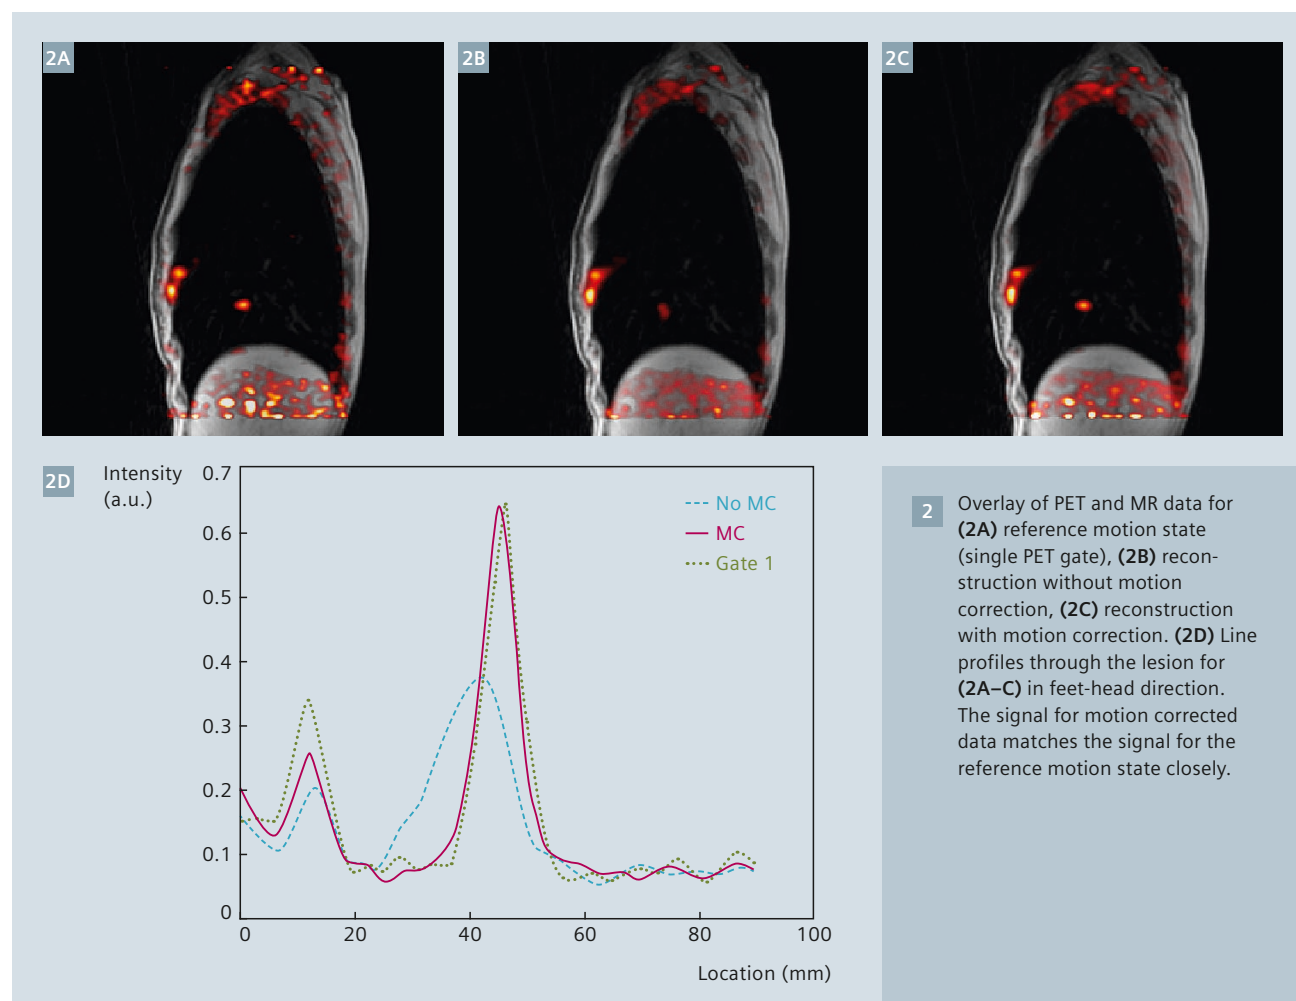 2A
2B
2C
2D
Intensity
(a.u.)
0.7
0.6
0.5
0.4
0.3
0.2
0.1
0
No MC
MC
Gate 1
0 20 40 60 80 100
Location (mm)
2
Overlay of PET and MR data for
(2A) reference motion state
(single PET gate), (2B) recon-
struction without motion
correction, (2C) reconstruction
with motion correction. (2D) Line
profiles through the lesion for
(2A–C) in feet-head direction.
The signal for motion corrected
data matches the signal for the
reference motion state closely.